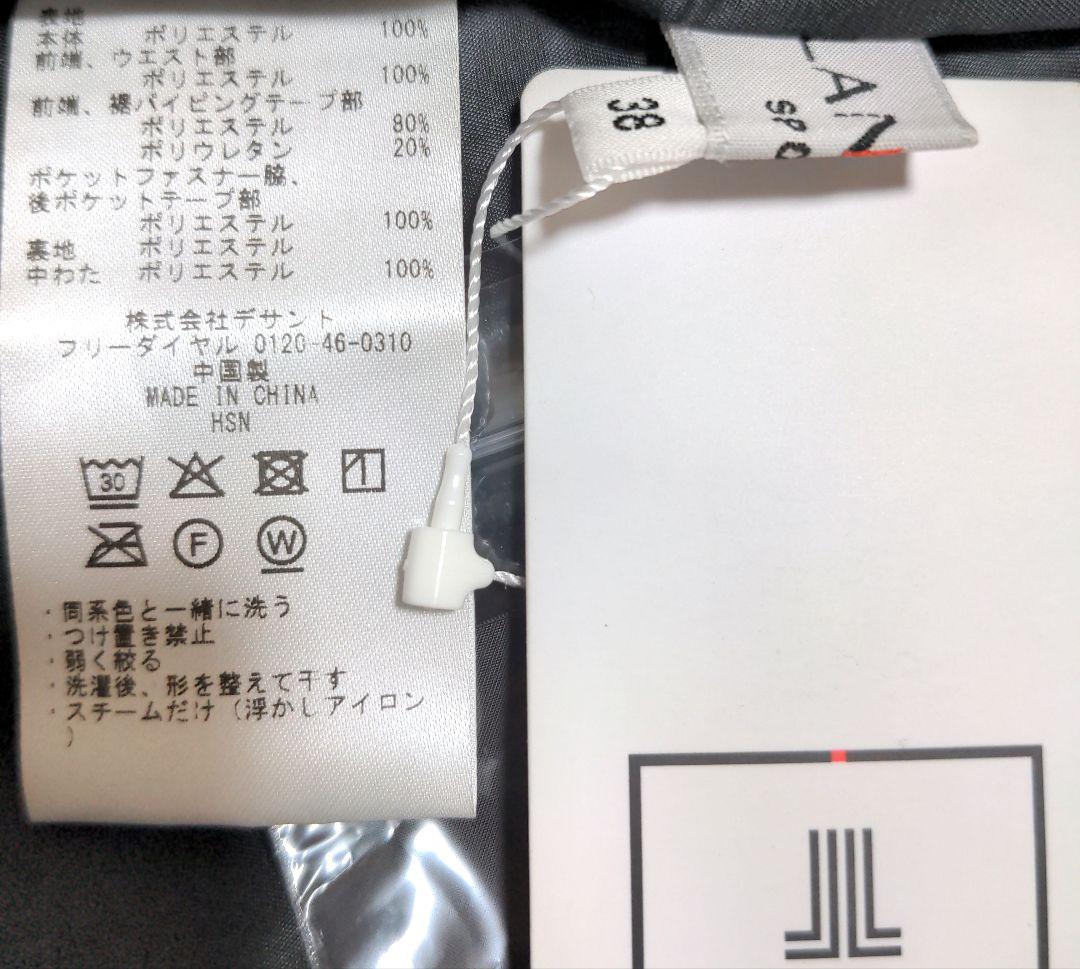 表地
本体 ポリエステル 100%
前端、ウエスト部
ポリエステル 100%
前端、裾パイピングテープ部
ポリエステル 80%
ポリウレタン 20%
ポケットファスナー脇、
後ポケットテープ部
ポリエステル 100%
裏地 ポリエステル
中わた ポリエステル 100%
株式会社デサント
フリーダイヤル 0120-46-0310
中国製
MADE IN CHINA
HSN
30
F
W
・同系色と一緒に洗う
・つけ置き禁止
・弱く絞る
・洗濯後、形を整えて干す
・スチームだけ（浮かしアイロン
）
38
LAN
SPO